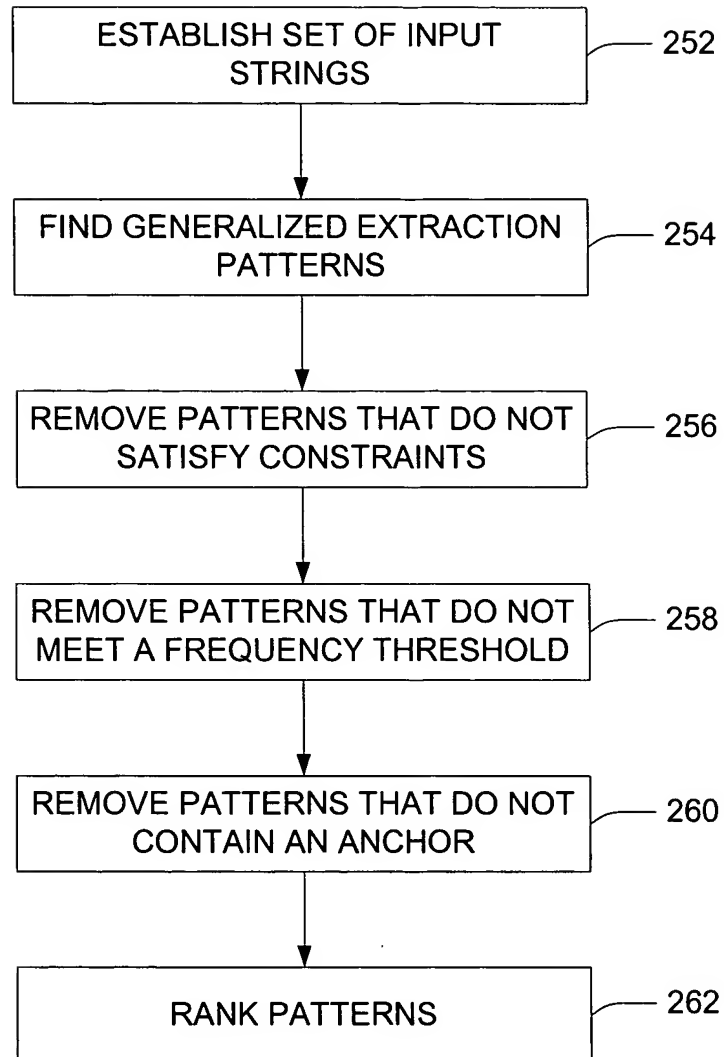 ESTABLISH SET OF INPUT
STRINGS
252
FIND GENERALIZED EXTRACTION
PATTERNS
254
REMOVE PATTERNS THAT DO NOT
SATISFY CONSTRAINTS
256
REMOVE PATTERNS THAT DO NOT
MEET A FREQUENCY THRESHOLD
258
REMOVE PATTERNS THAT DO NOT
CONTAIN AN ANCHOR
260
RANK PATTERNS
262